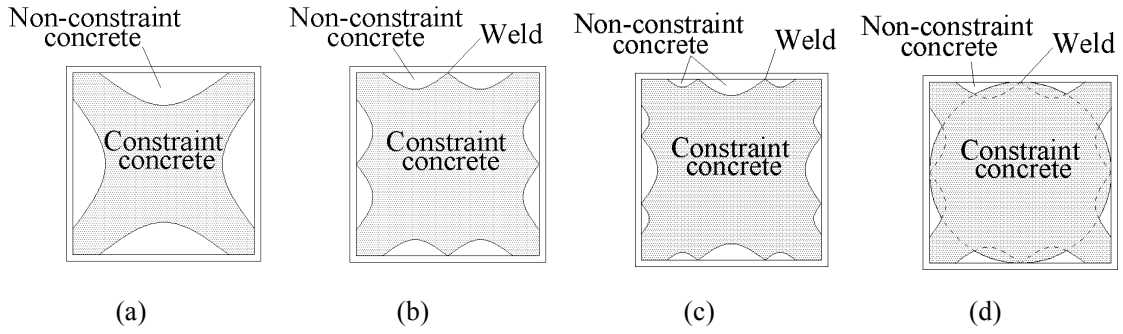 Non-constraint
concrete
Constraint
concrete
(a)
Non-constraint
concrete
Weld
Constraint
concrete
(b)
Non-constraint
concrete
Weld
Constraint
concrete
(c)
Non-constraint
concrete
Weld
Constraint
concrete
(d)